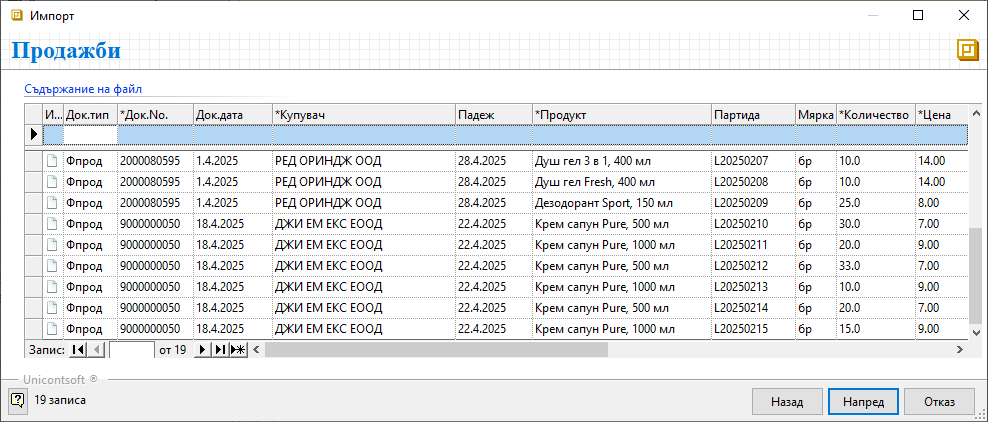 Импорт
Продажби
Съдържание на файл
И... Док.тип *Док.No. Док.дата *Купувач Падеж *Продукт Партида Мярка *Количество *Цена
Фпрод 2000080595 1.4.2025 РЕД ОРИНДЖ ООД 28.4.2025 Душ гел 3 в 1, 400 мл L20250207 бр 10.0 14.00
Фпрод 2000080595 1.4.2025 РЕД ОРИНДЖ ООД 28.4.2025 Душ гел Fresh, 400 мл L20250208 бр 10.0 14.00
Фпрод 2000080595 1.4.2025 РЕД ОРИНДЖ ООД 28.4.2025 Дезодорант Sport, 150 мл L20250209 бр 25.0 8.00
Фпрод 9000000050 18.4.2025 ДЖИ ЕМ ЕКС ЕООД 22.4.2025 Крем сапун Pure, 500 мл L20250210 бр 30.0 7.00
Фпрод 9000000050 18.4.2025 ДЖИ ЕМ ЕКС ЕООД 22.4.2025 Крем сапун Pure, 1000 мл L20250211 бр 20.0 9.00
Фпрод 9000000050 18.4.2025 ДЖИ ЕМ ЕКС ЕООД 22.4.2025 Крем сапун Pure, 500 мл L20250212 бр 33.0 7.00
Фпрод 9000000050 18.4.2025 ДЖИ ЕМ ЕКС ЕООД 22.4.2025 Крем сапун Pure, 1000 мл L20250213 бр 10.0 9.00
Фпрод 9000000050 18.4.2025 ДЖИ ЕМ ЕКС ЕООД 22.4.2025 Крем сапун Pure, 500 мл L20250214 бр 20.0 7.00
Фпрод 9000000050 18.4.2025 ДЖИ ЕМ ЕКС ЕООД 22.4.2025 Крем сапун Pure, 1000 мл L20250215 бр 15.0 9.00
Запис: от 19
Unicontsoft ®
19 записа Назад Напред Отказ